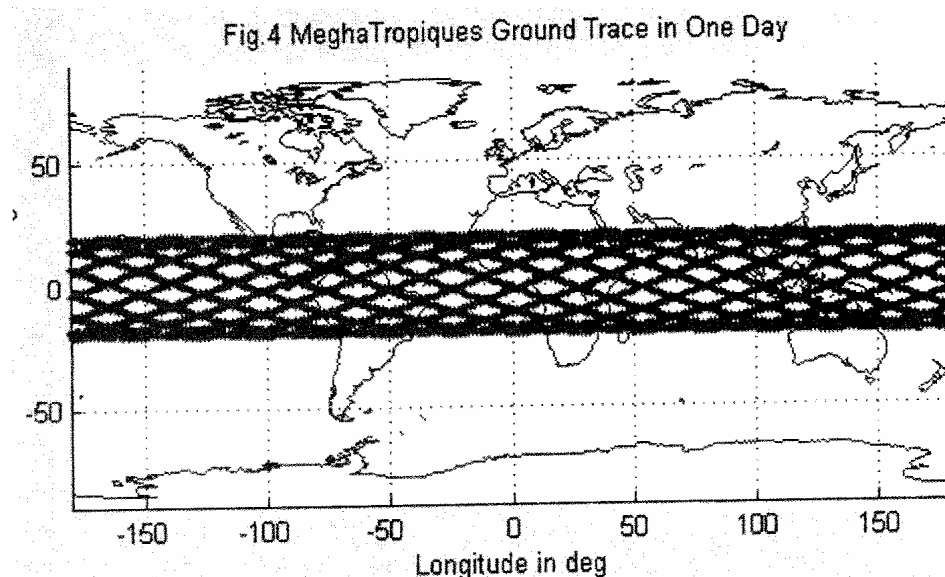 Fig.4 MeghaTropiques Ground Trace in One Day
50
0
-50
-150 -100 -50 0 50 100 150
Longitude in deg